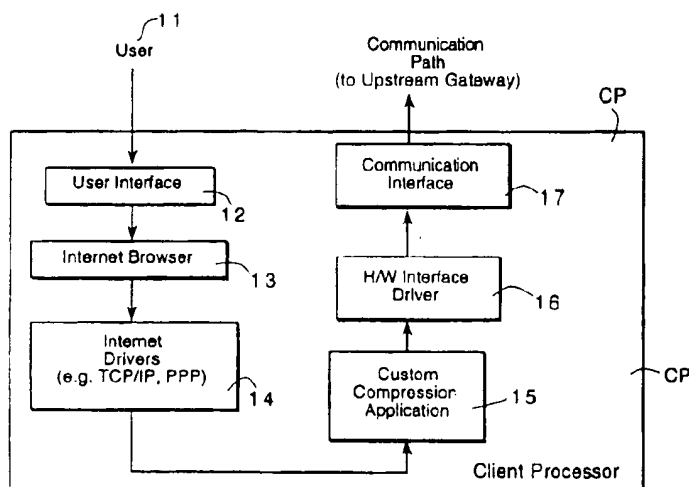 11
User
Communication
Path
(to Upstream Gateway)
CP
User Interface
12
Internet Browser
13
Internet
Drivers
(e.g. TCP/IP, PPP)
14
Communication
Interface
17
H/W Interface
Driver
16
Custom
Compression
Application
15
CP
Client Processor